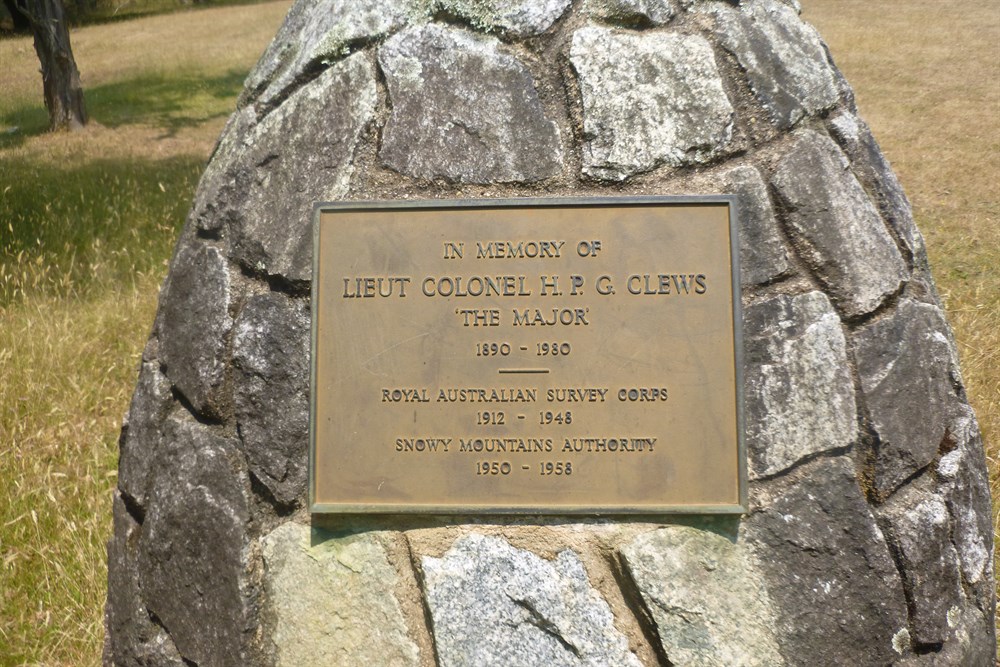 IN MEMORY OF
LIEUT COLONEL H. P. G. CLEWS
'THE MAJOR'
1890 - 1980
ROYAL AUSTRALIAN SURVEY CORPS
1912 - 1948
SNOWY MOUNTAINS AUTHORITY
1950 - 1958